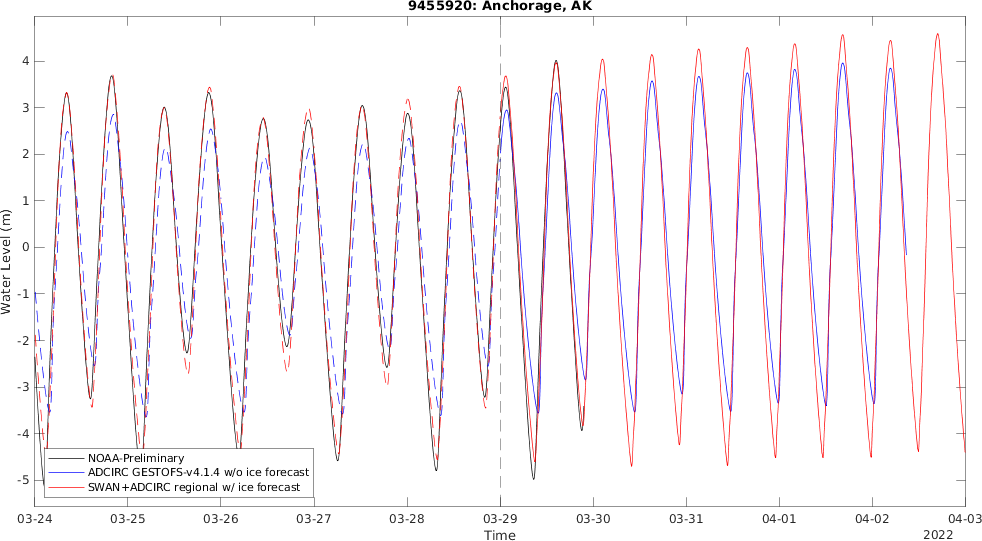 9455920: Anchorage, AK
Water Level (m)
4
3
2
1
0
-1
-2
-3
-4
-5
NOAA-Preliminary
ADCIRC GESTOFS-v4.1.4 w/o ice forecast
SWAN+ADCIRC regional w/ ice forecast
03-24 03-25 03-26 03-27 03-28 03-29 03-30 03-31 04-01 04-02 04-03
Time
2022